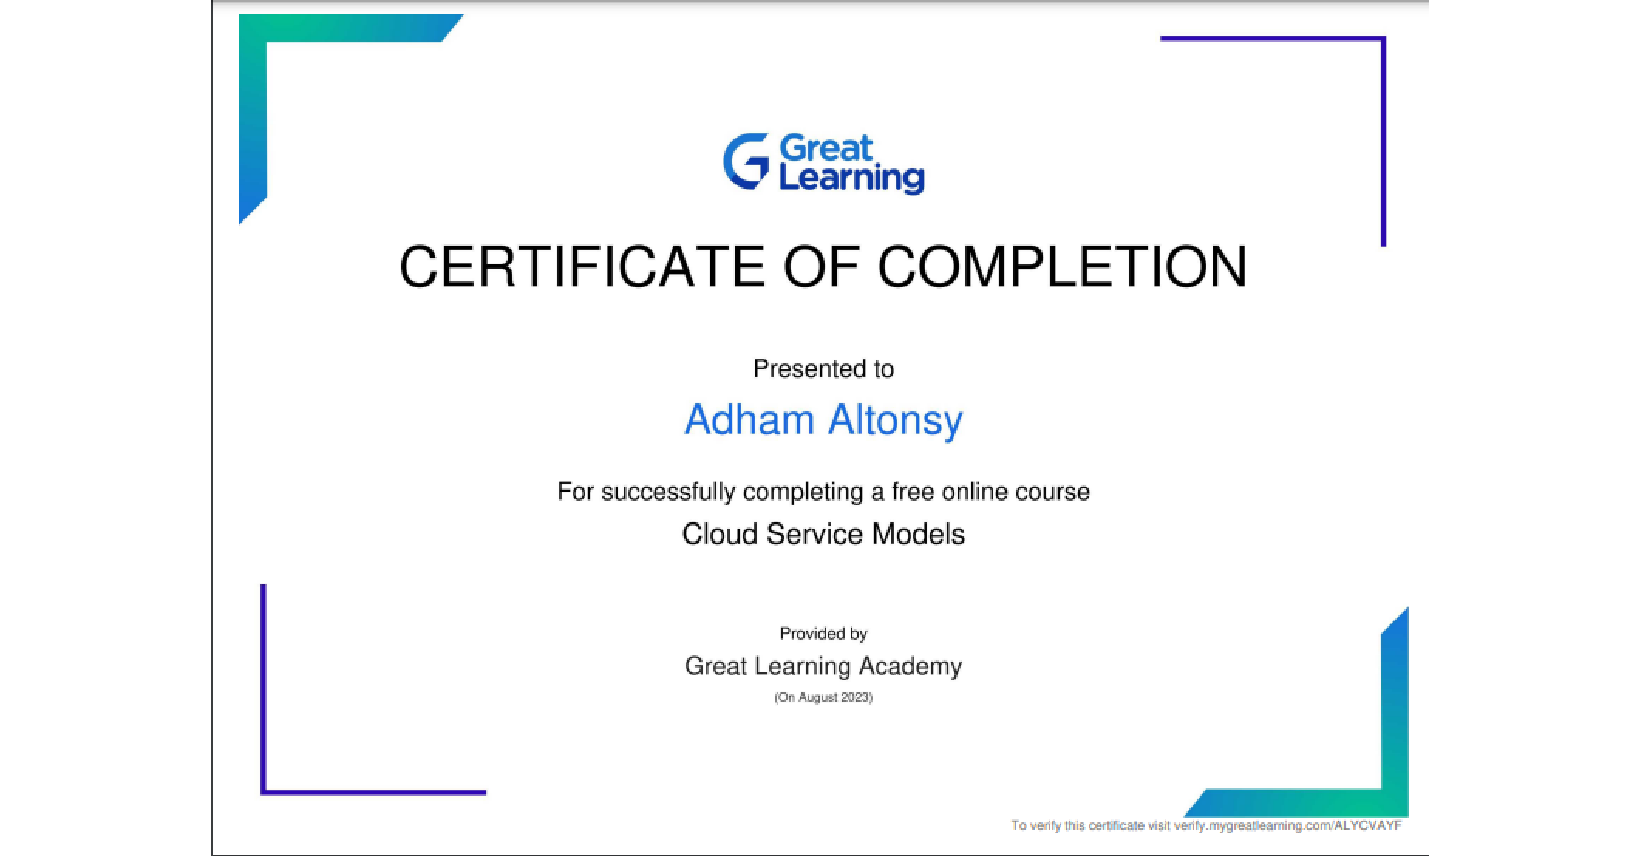 Great
Learning
CERTIFICATE OF COMPLETION
Presented to
Adham Altonsy
For successfully completing a free online course
Cloud Service Models
Provided by
Great Learning Academy
(On August 2023)
To verify this certificate visit verify.mygreatlearning.com/ALYCVAYF